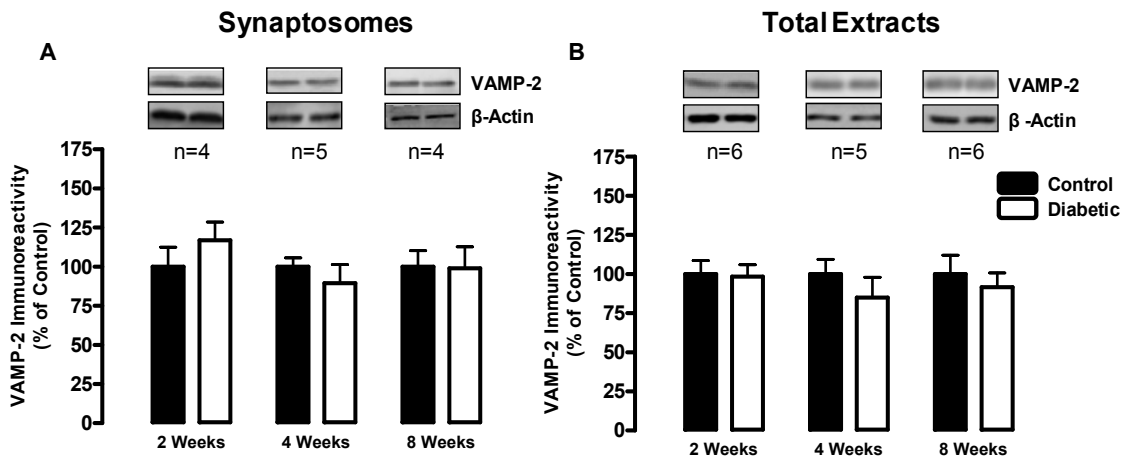 Synaptosomes
A
VAMP-2
β-Actin
n=4 n=5 n=4
VAMP-2 Immunoreactivity
(% of Control)
175
150
125
100
75
50
25
0
2 Weeks 4 Weeks 8 Weeks
Total Extracts
B
VAMP-2
β -Actin
n=6 n=5 n=6
Control
Diabetic
VAMP-2 Immunoreactivity
(% of Control)
175
150
125
100
75
50
25
0
2 Weeks 4 Weeks 8 Weeks